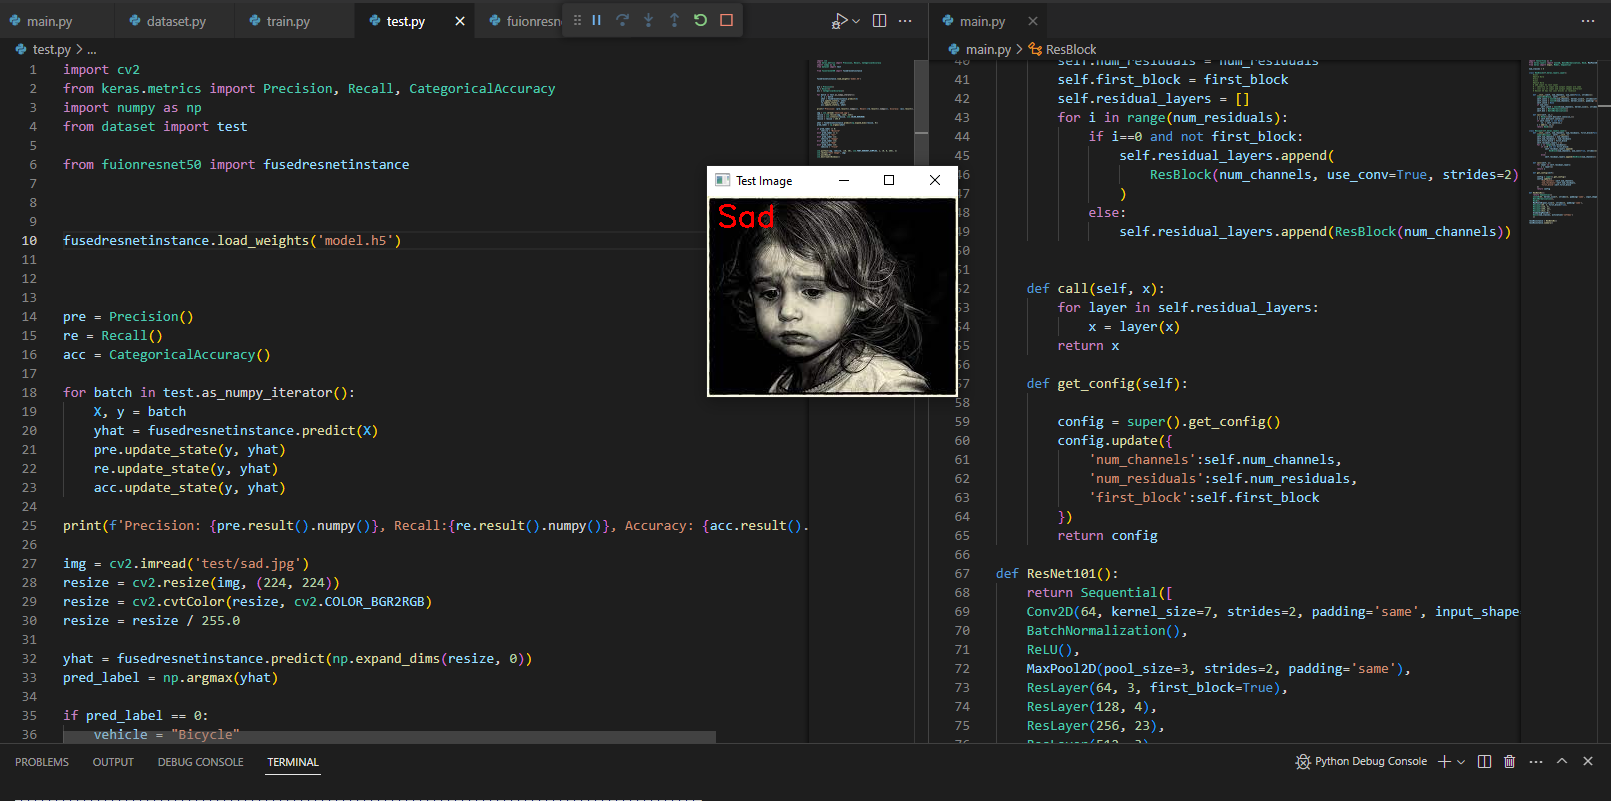 main.py
dataset.py
train.py
test.py
fuionresn
main.py
test.py > ...
main.py > ResBlock
1 import cv2
2 from keras.metrics import Precision, Recall, CategoricalAccuracy
3 import numpy as np
4 from dataset import test
5
6 from fuionresnet50 import fusedresnetinstance
7
8
9
10 fusedresnetinstance.load_weights('model.h5')
11
12
13
14 pre = Precision()
15 re = Recall()
16 acc = CategoricalAccuracy()
17
18 for batch in test.as_numpy_iterator():
19 X, y = batch
20 yhat = fusedresnetinstance.predict(X)
21 pre.update_state(y, yhat)
22 re.update_state(y, yhat)
23 acc.update_state(y, yhat)
24
25 print(f'Precision: {pre.result().numpy()}, Recall:{re.result().numpy()}, Accuracy: {acc.result().
26
27 img = cv2.imread('test/sad.jpg')
28 resize = cv2.resize(img, (224, 224))
29 resize = cv2.cvtColor(resize, cv2.COLOR_BGR2RGB)
30 resize = resize / 255.0
31
32 yhat = fusedresnetinstance.predict(np.expand_dims(resize, 0))
33 pred_label = np.argmax(yhat)
34
35 if pred_label == 0:
36 vehicle = "Bicycle"
Test Image
Sad
40 self.num_residuals = num_residuals
41 self.first_block = first_block
42 self.residual_layers = []
43 for i in range(num_residuals):
44 if i==0 and not first_block:
45 self.residual_layers.append(
46 ResBlock(num_channels, use_conv=True, strides=2)
47 )
48 else:
49 self.residual_layers.append(ResBlock(num_channels))
50
51
52 def call(self, x):
53 for layer in self.residual_layers:
54 x = layer(x)
55 return x
56
57 def get_config(self):
58
59 config = super().get_config()
60 config.update({
61 'num_channels':self.num_channels,
62 'num_residuals':self.num_residuals,
63 'first_block':self.first_block
64 })
65 return config
66
67 def ResNet101():
68 return Sequential([
69 Conv2D(64, kernel_size=7, strides=2, padding='same', input_shape=
70 BatchNormalization(),
71 ReLU(),
72 MaxPool2D(pool_size=3, strides=2, padding='same'),
73 ResLayer(64, 3, first_block=True),
74 ResLayer(128, 4),
75 ResLayer(256, 23),
76 ResLayer(512, 3)
PROBLEMS
OUTPUT
DEBUG CONSOLE
TERMINAL
Python Debug Console